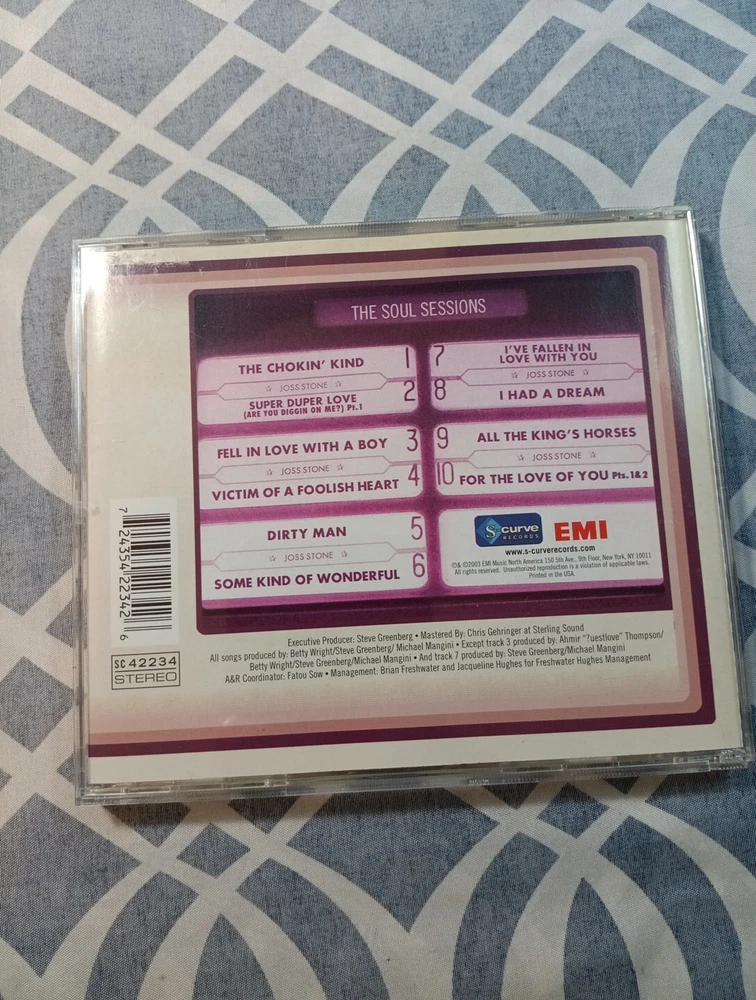 THE SOUL SESSIONS
THE CHOKIN' KIND 1
☆ JOSS STONE ☆
SUPER DUPER LOVE 2
(ARE YOU DIGGIN ON ME?) Pt.1
FELL IN LOVE WITH A BOY 3
☆ JOSS STONE ☆
VICTIM OF A FOOLISH HEART 4
DIRTY MAN 5
☆ JOSS STONE ☆
SOME KIND OF WONDERFUL 6
7 I'VE FALLEN IN
LOVE WITH YOU
☆ JOSS STONE ☆
8 I HAD A DREAM
9 ALL THE KING'S HORSES
☆ JOSS STONE ☆
10 FOR THE LOVE OF YOU Pts.1&2
S-curve
RECORDS
EMI
www.s-curverecords.com
℗& ©2003 EMI Music North America 150 5th Ave., 9th Floor, New York, NY 10011
All rights reserved. Unauthorized reproduction is a violation of applicable laws.
Printed in the USA.
7 24354 22342 6
SC 42234
STEREO
Executive Producer: Steve Greenberg • Mastered By: Chris Gehringer at Sterling Sound
All songs produced by: Betty Wright/Steve Greenberg/ Michael Mangini • Except track 3 produced by: Ahmir "?uestlove" Thompson/
Betty Wright/Steve Greenberg/Michael Mangini • And track 7 produced by: Steve Greenberg/Michael Mangini
A&R Coordinator: Fatou Sow • Management: Brian Freshwater and Jacqueline Hughes for Freshwater Hughes Management